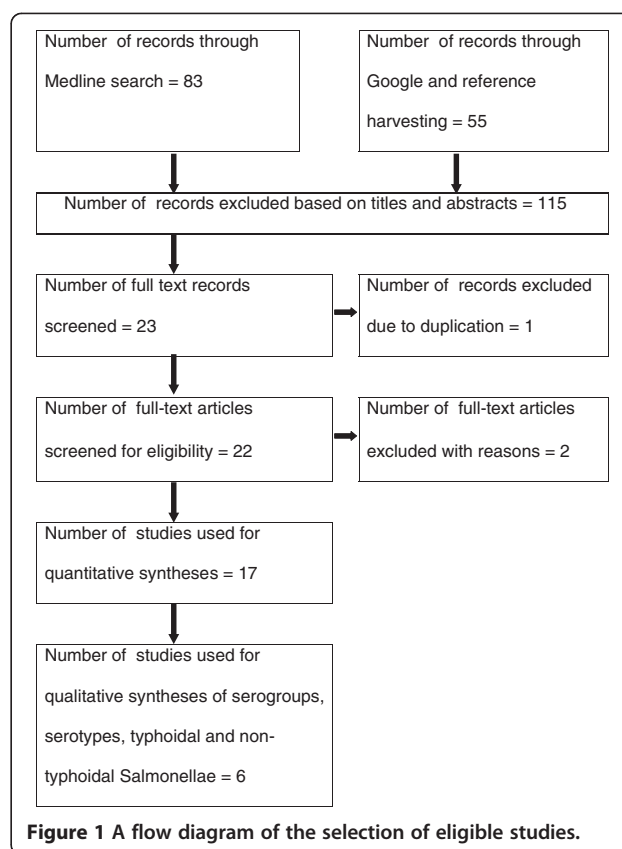 Number of records through
Medline search = 83
Number of records through
Google and reference
harvesting = 55
Number of records excluded based on titles and abstracts = 115
Number of full text records
screened = 23
Number of records excluded
due to duplication = 1
Number of full-text articles
screened for eligibility = 22
Number of full-text articles
excluded with reasons = 2
Number of studies used for
quantitative syntheses = 17
Number of studies used for
qualitative syntheses of serogroups,
serotypes, typhoidal and non-
typhoidal Salmonellae = 6
Figure 1 A flow diagram of the selection of eligible studies.